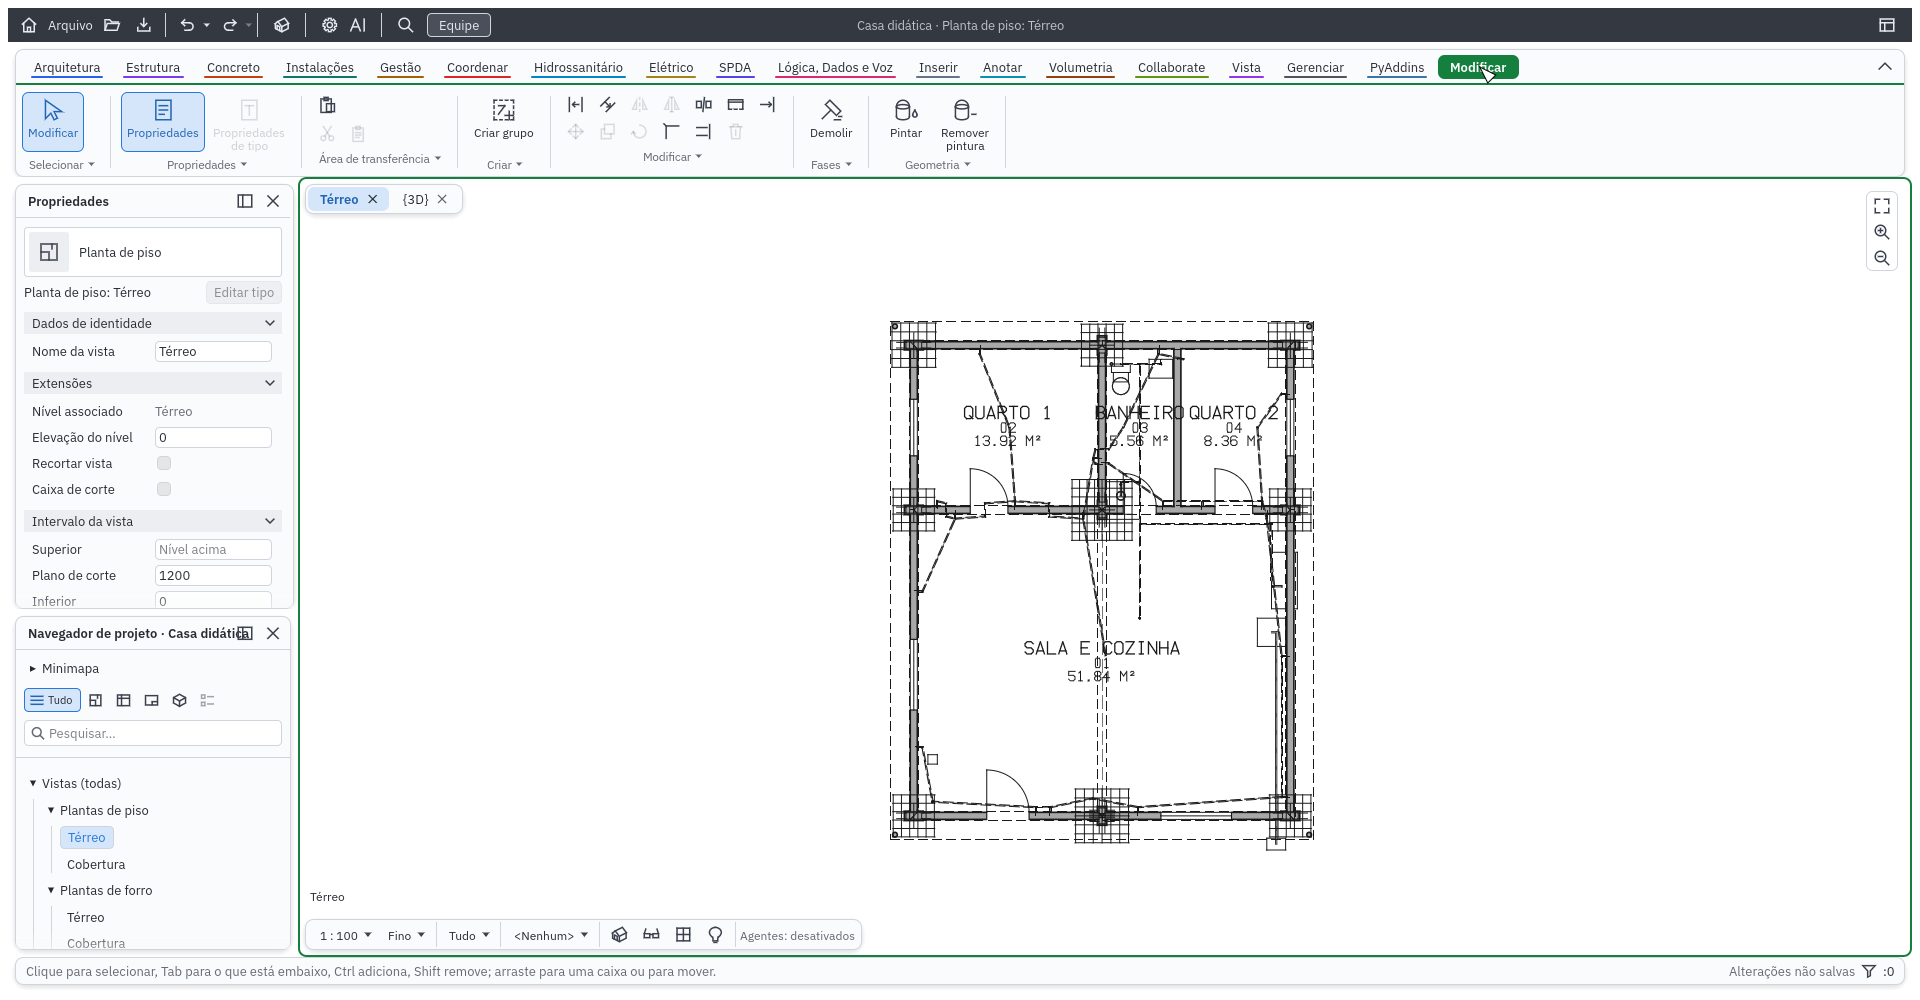 Arquivo
Equipe
Casa didática · Planta de piso: Térreo
Arquitetura
Estrutura
Concreto
Instalações
Gestão
Coordenar
Hidrossanitário
Elétrico
SPDA
Lógica, Dados e Voz
Inserir
Anotar
Volumetria
Collaborate
Vista
Gerenciar
PyAddins
Modificar
Modificar
Propriedades
Propriedades
de tipo
Criar grupo
Demolir
Pintar
Remover
pintura
Selecionar
Propriedades
Área de transferência
Criar
Modificar
Fases
Geometria
Propriedades
Planta de piso
Planta de piso: Térreo
Editar tipo
Dados de identidade
Nome da vista
Térreo
Extensões
Nível associado
Térreo
Elevação do nível
0
Recortar vista
Caixa de corte
Intervalo da vista
Superior
Nível acima
Plano de corte
1200
Inferior
0
Navegador de projeto · Casa didática
Minimapa
Tudo
Pesquisar...
Vistas (todas)
Plantas de piso
Térreo
Cobertura
Plantas de forro
Térreo
Cobertura
Térreo
{3D}
QUARTO 1
02
13.92 M²
BANHEIRO
03
5.56 M²
QUARTO 2
04
8.36 M²
SALA E COZINHA
01
51.84 M²
Térreo
1 : 100
Fino
Tudo
<Nenhum>
Agentes: desativados
Clique para selecionar, Tab para o que está embaixo, Ctrl adiciona, Shift remove; arraste para uma caixa ou para mover.
Alterações não salvas
:0